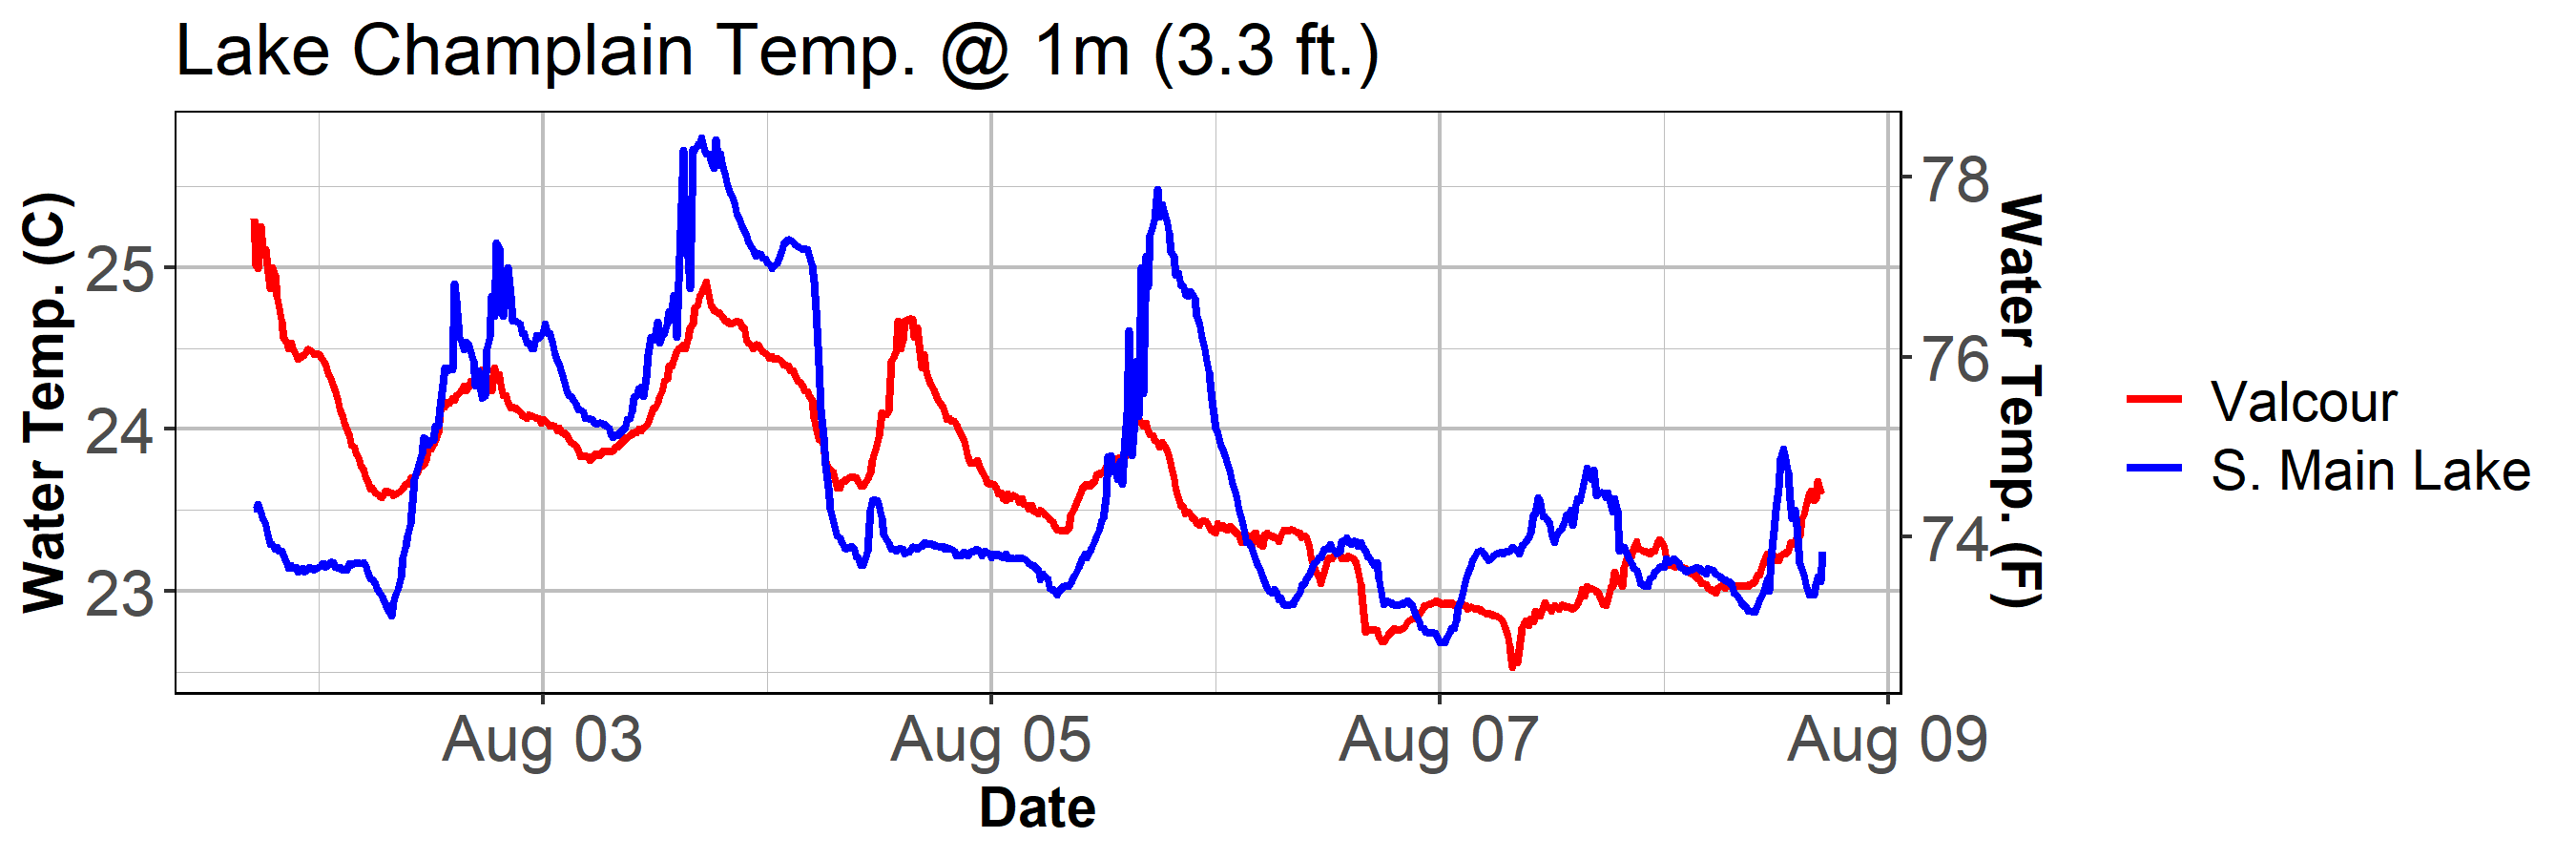 Lake Champlain Temp. @ 1m (3.3 ft.)
Water Temp. (C)
25
24
23
78
76
74
Water Temp. (F)
Aug 03
Aug 05
Aug 07
Aug 09
Date
Valcour
S. Main Lake